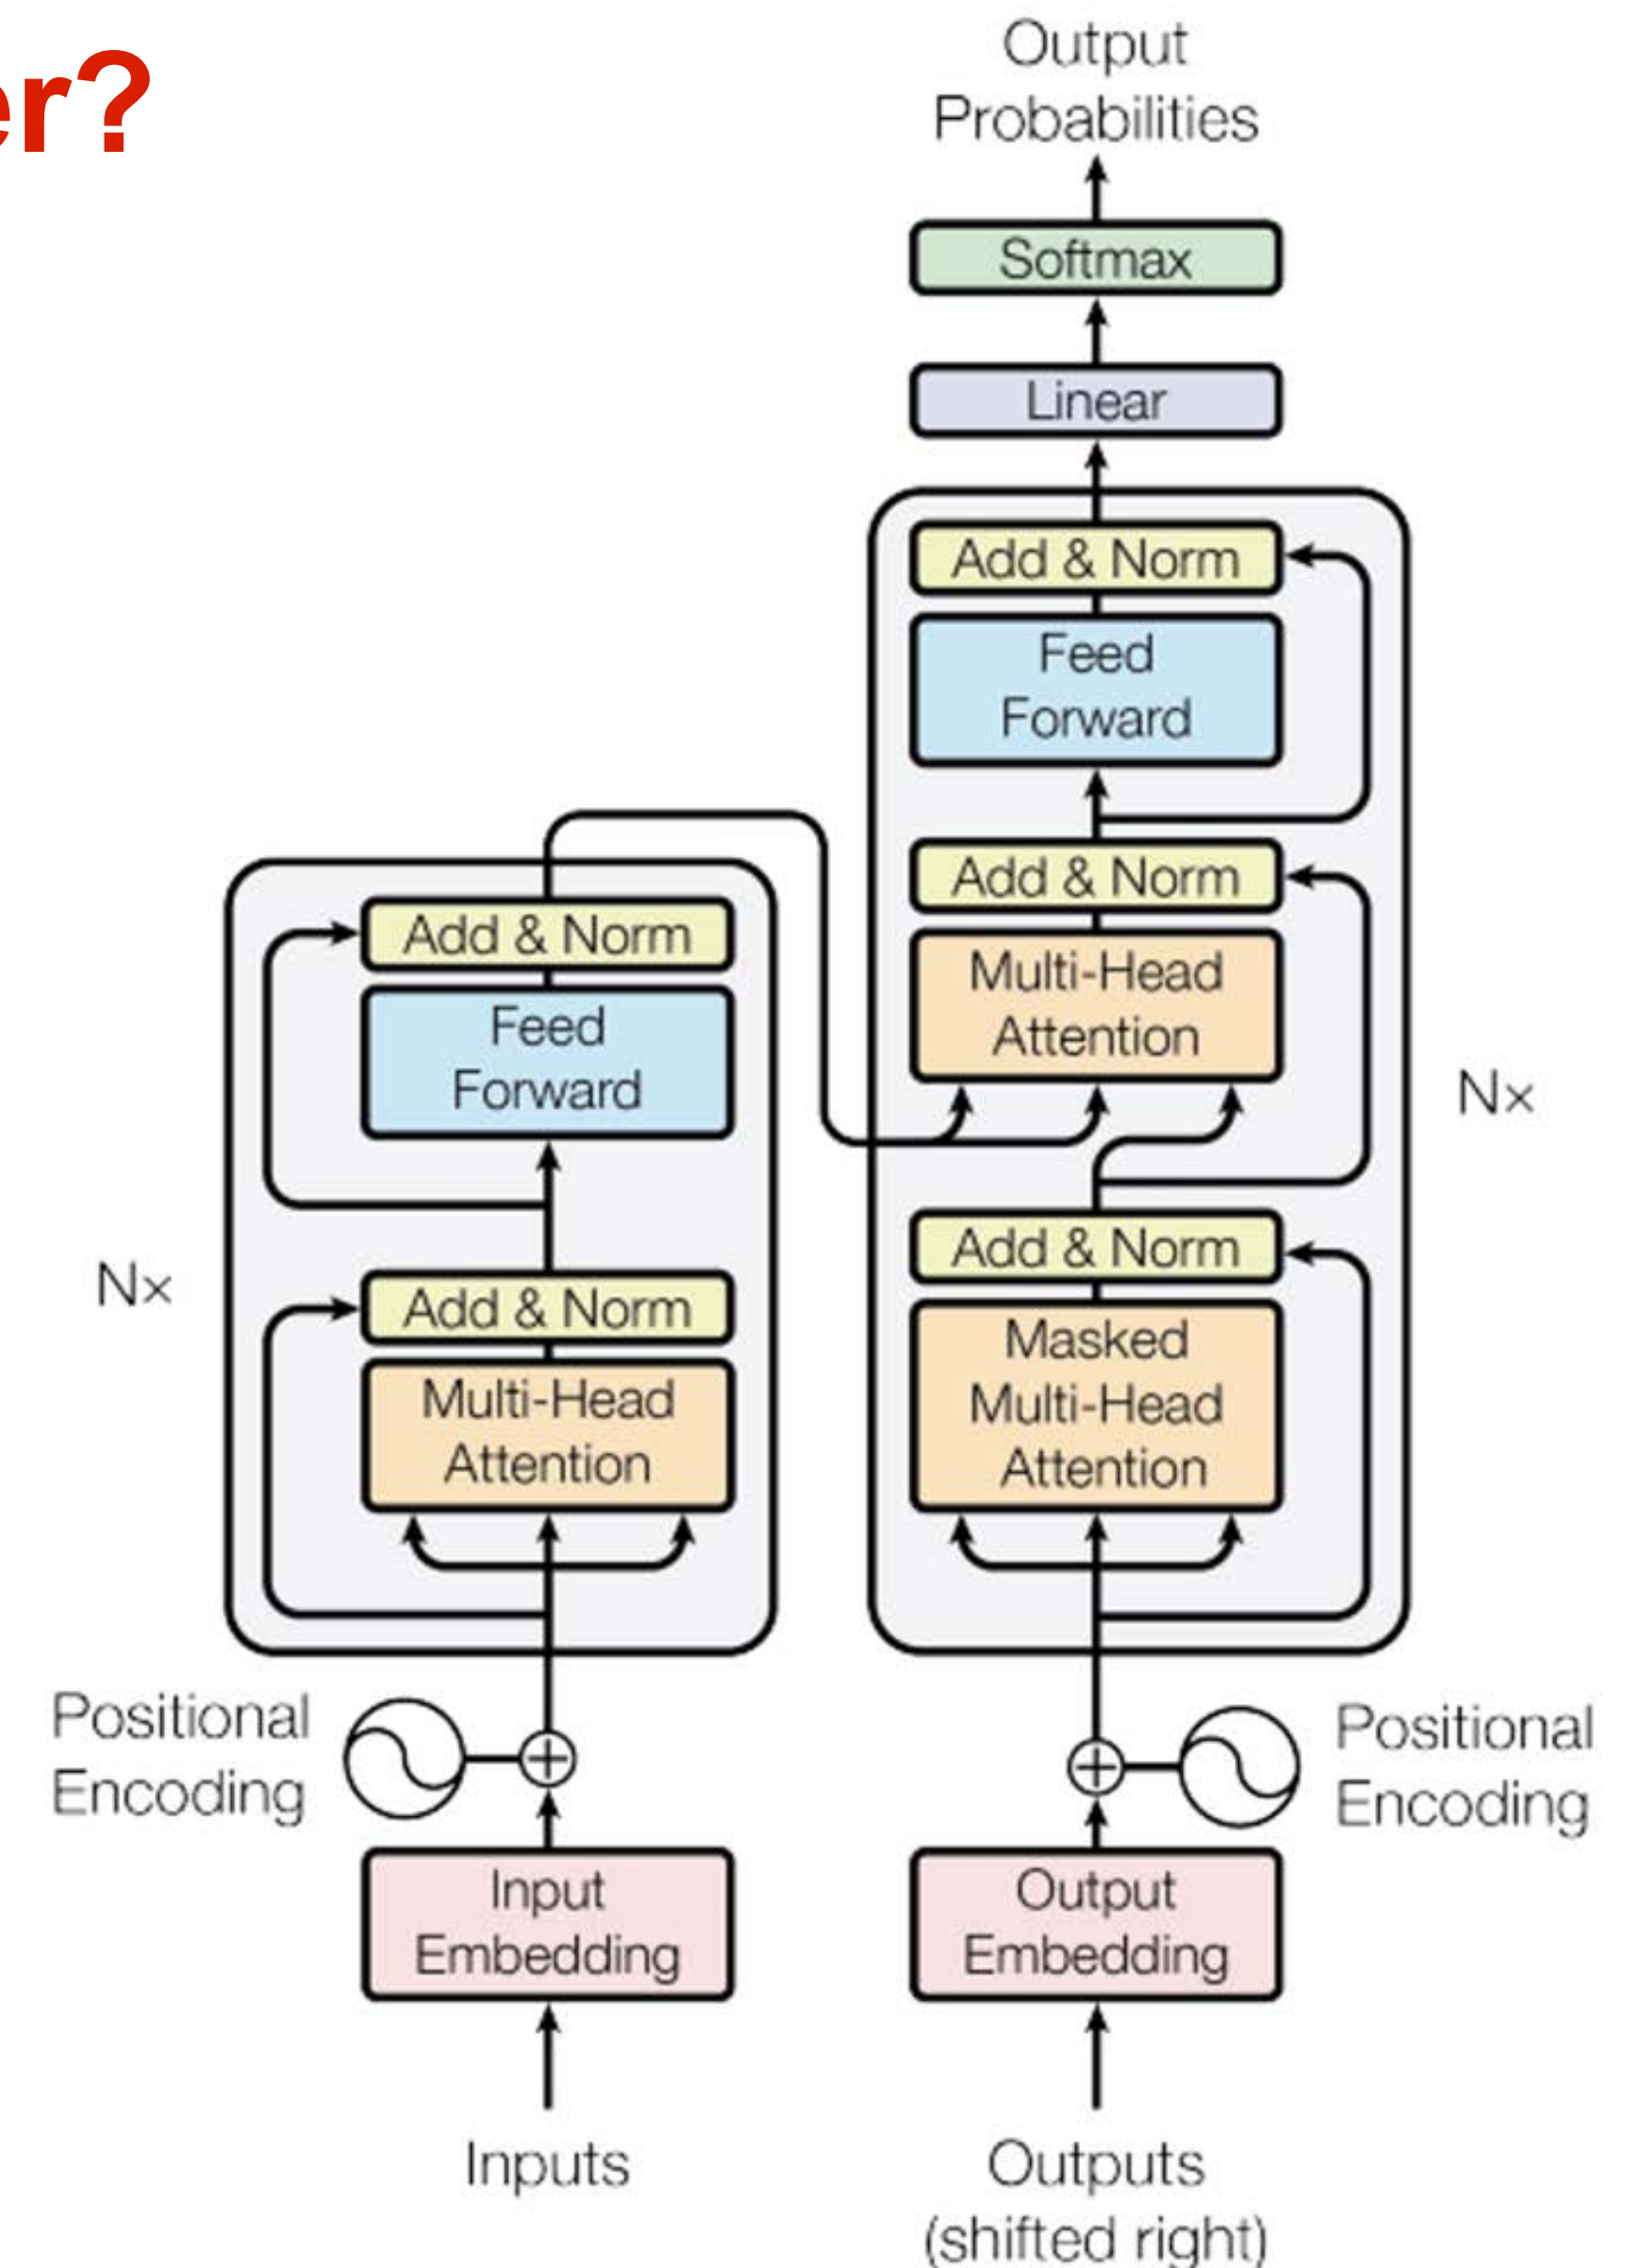 er?
Output
Probabilities
Softmax
Linear
Add & Norm
Feed
Forward
Add & Norm
Multi-Head
Attention
Nx
Add & Norm
Masked
Multi-Head
Attention
Add & Norm
Feed
Forward
Nx
Add & Norm
Multi-Head
Attention
Positional
Encoding
Positional
Encoding
Input
Embedding
Output
Embedding
Inputs
Outputs
(shifted right)